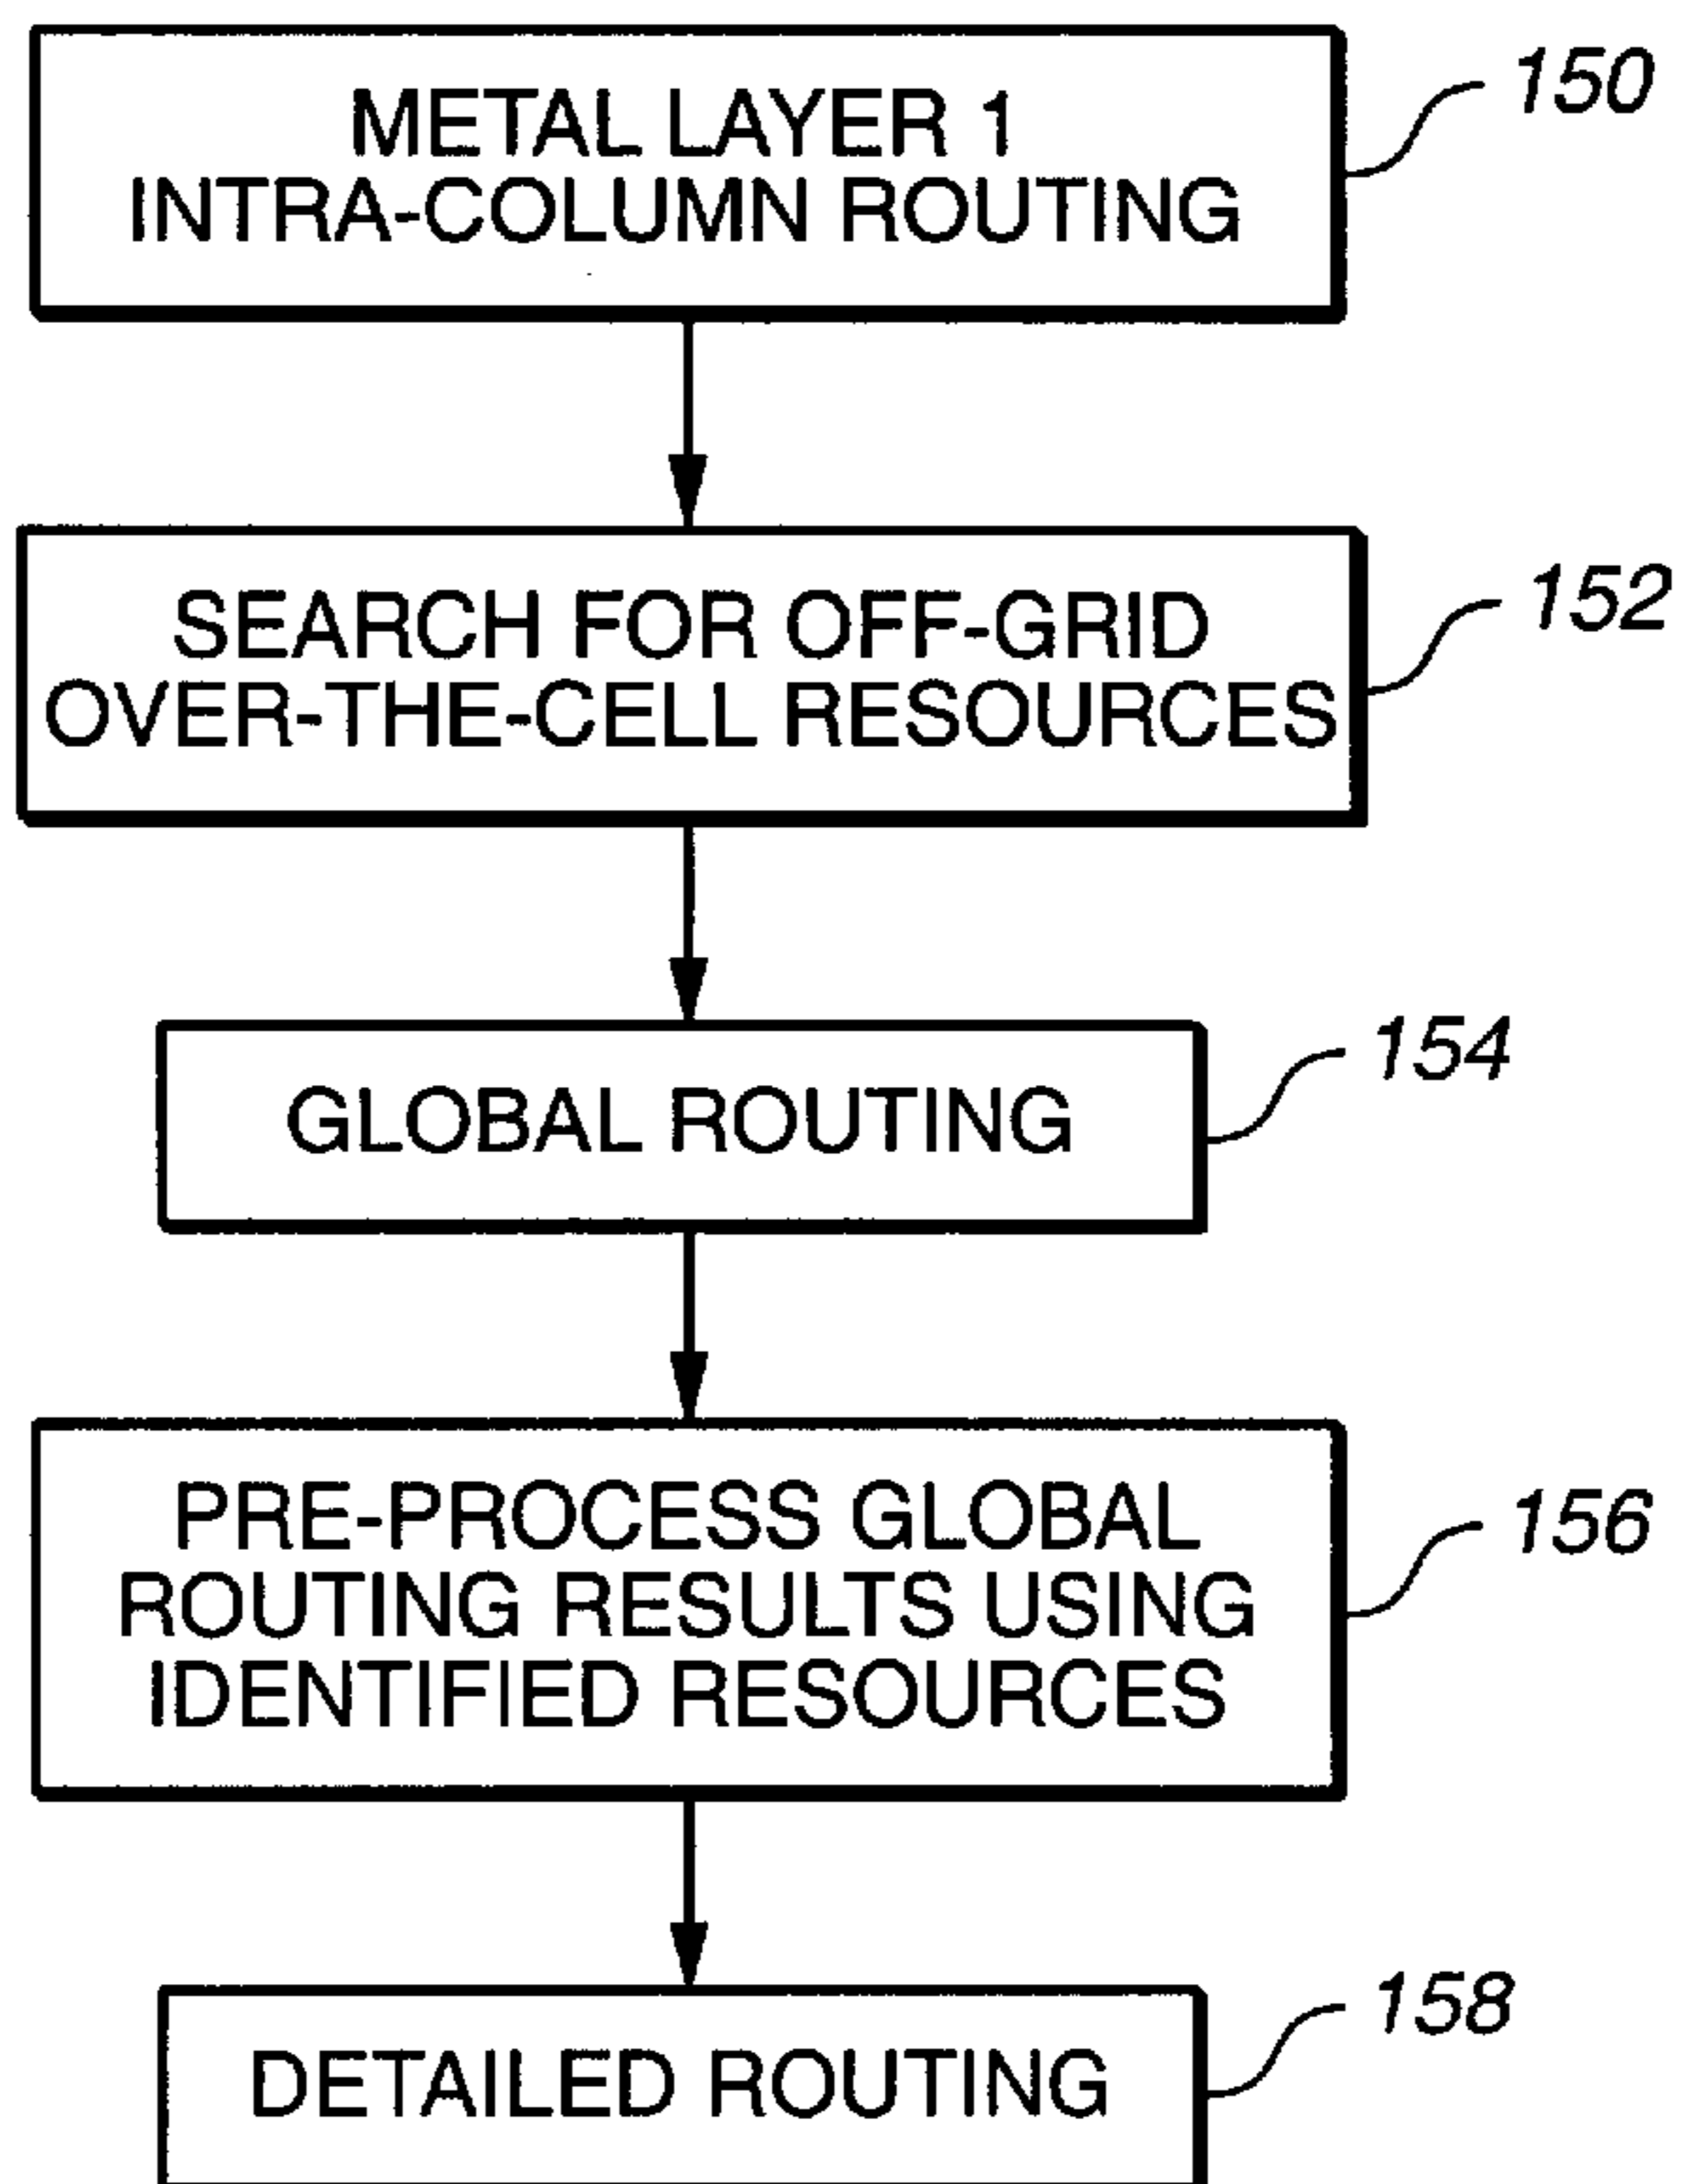 METAL LAYER 1
INTRA-COLUMN ROUTING
150
SEARCH FOR OFF-GRID
OVER-THE-CELL RESOURCES
152
GLOBAL ROUTING
154
PRE-PROCESS GLOBAL
ROUTING RESULTS USING
IDENTIFIED RESOURCES
156
DETAILED ROUTING
158